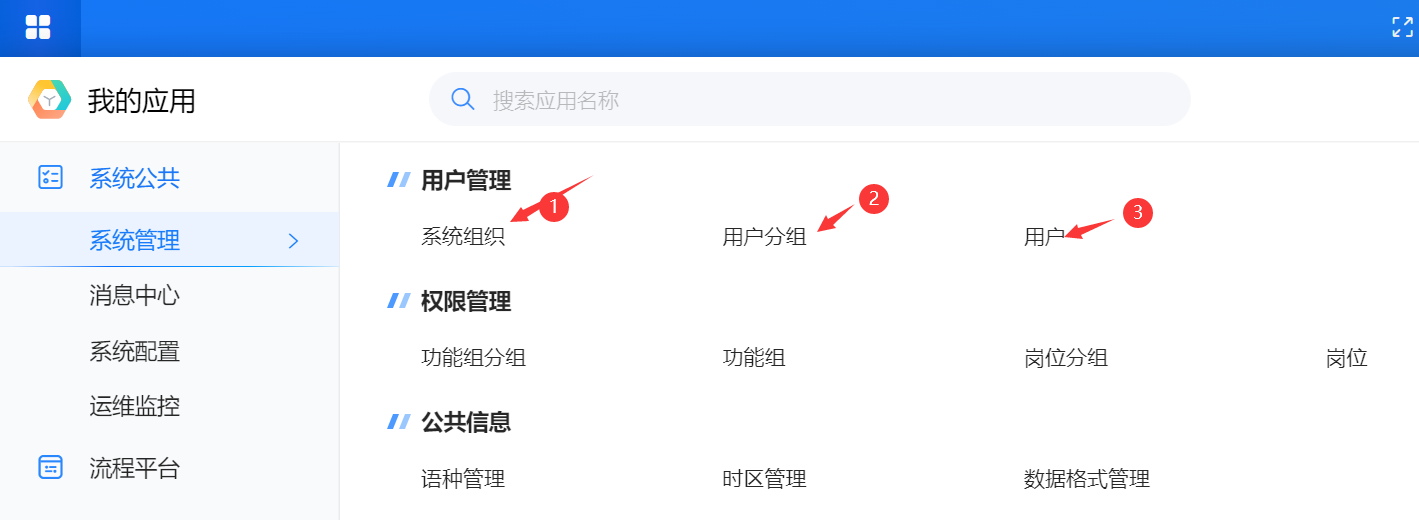 我的应用
搜索应用名称
系统公共
系统管理
消息中心
系统配置
运维监控
流程平台
用户管理
1
2
3
系统组织 用户分组 用户
权限管理
功能组分组 功能组 岗位分组 岗位
公共信息
语种管理 时区管理 数据格式管理